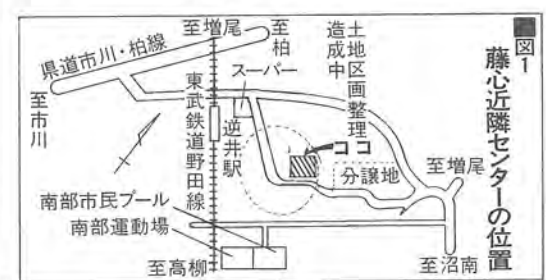 図1
藤心近隣センターの位置
至増尾
至柏
県道市川・柏線
至市川
東武鉄道野田線
スーパー
逆井駅
土地区画整理
造成中
ココ
分譲地
至増尾
南部市民プール
南部運動場
至高柳
至沼南